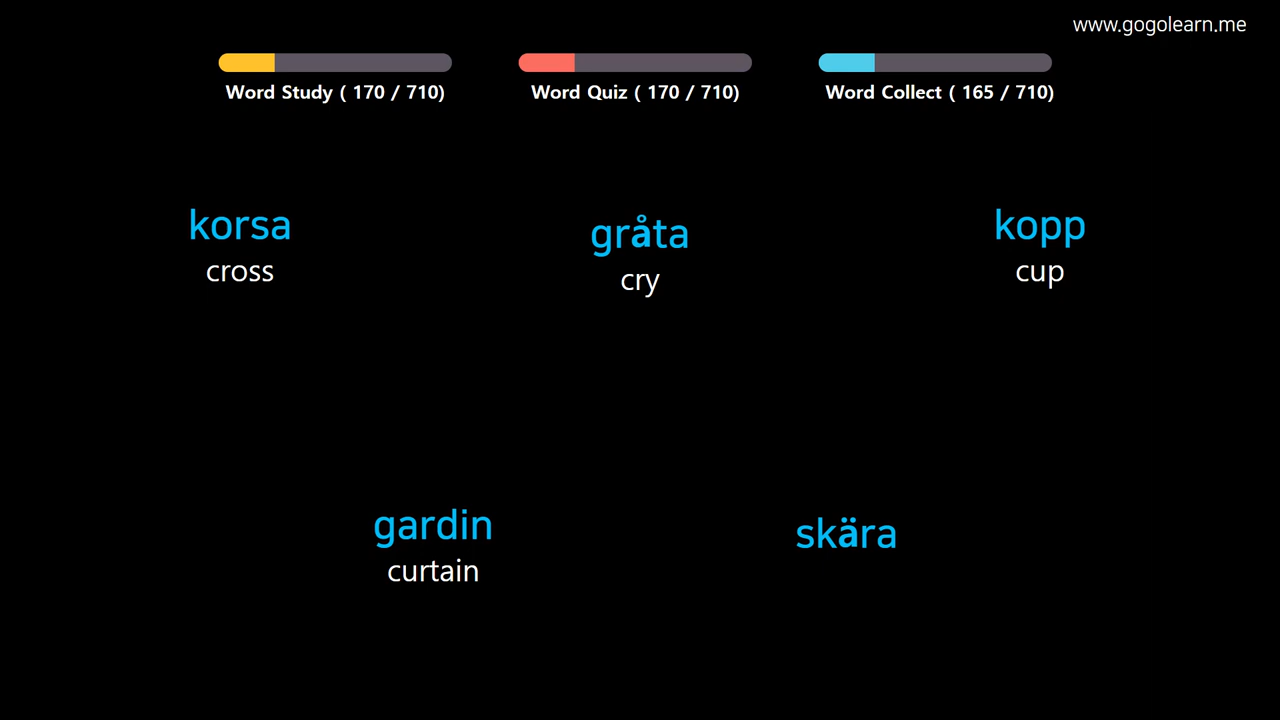 www.gogolearn.me
Word Study ( 170 / 710)
Word Quiz ( 170 / 710)
Word Collect ( 165 / 710)
korsa
cross
gråta
cry
kopp
cup
gardin
curtain
skära